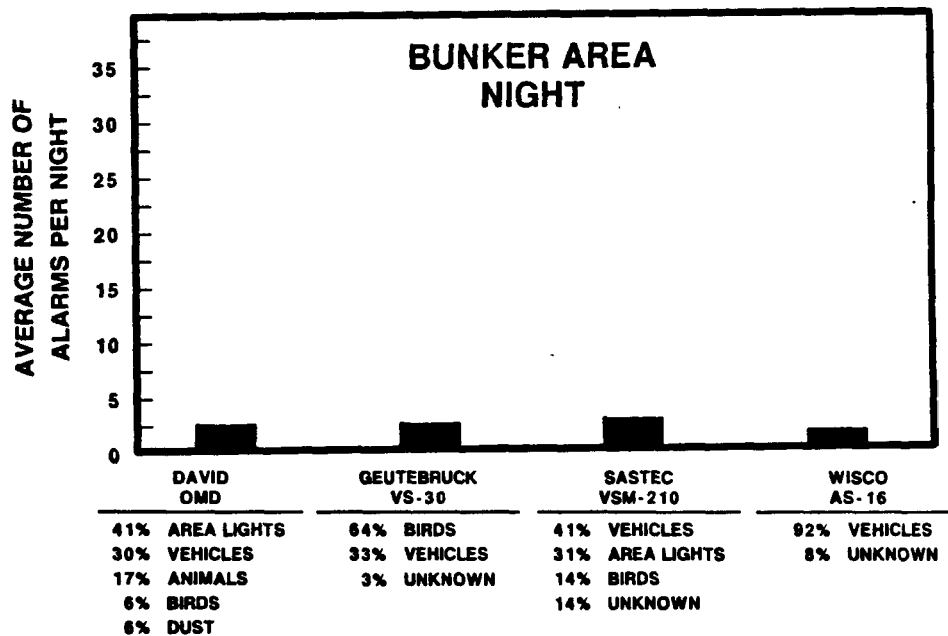 BUNKER AREA
NIGHT
AVERAGE NUMBER OF
ALARMS PER NIGHT
35
30
25
20
15
10
5
0
DAVID
OMD
41% AREA LIGHTS
30% VEHICLES
17% ANIMALS
6% BIRDS
6% DUST
GEUTEBRUCK
VS-30
64% BIRDS
33% VEHICLES
3% UNKNOWN
SASTEC
VSM-210
41% VEHICLES
31% AREA LIGHTS
14% BIRDS
14% UNKNOWN
WISCO
AS-16
92% VEHICLES
8% UNKNOWN